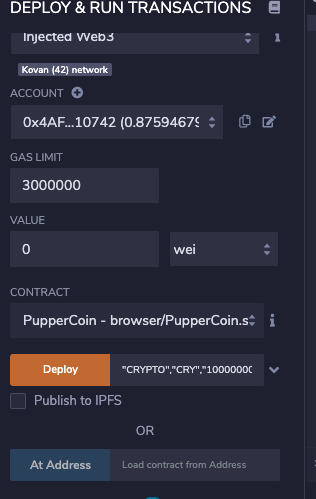 DEPLOY & RUN TRANSACTIONS
Injected Web3
i
Kovan (42) network
ACCOUNT
0x4AF...10742 (0.87594679
GAS LIMIT
3000000
VALUE
0
wei
CONTRACT
PupperCoin - browser/PupperCoin.s
i
Deploy
"CRYPTO","CRY","10000000
Publish to IPFS
OR
At Address
Load contract from Address